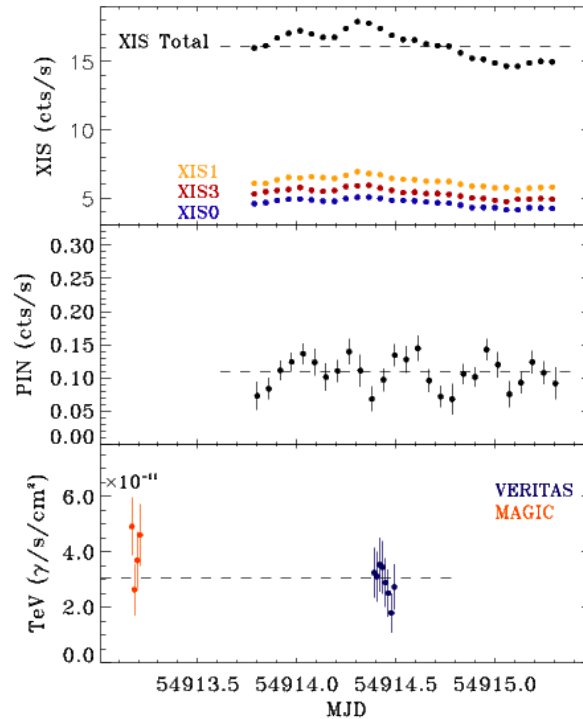 XIS Total
15
10
5
XIS (cts/s)
XIS1
XIS3
XIS0
0.30
0.25
0.20
0.15
0.10
0.05
0.00
PIN (cts/s)
×10⁻¹¹
6.0
4.0
2.0
0.0
TeV (γ/s/cm²)
VERITAS
MAGIC
54913.5 54914.0 54914.5 54915.0
MJD